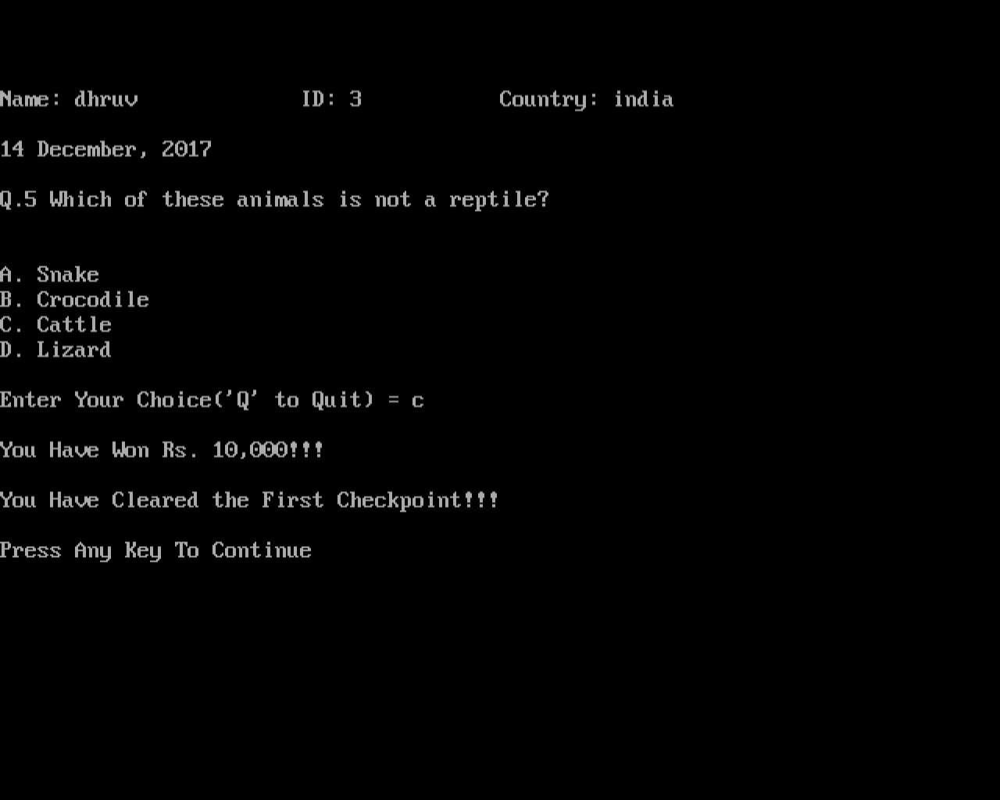 Name: dhruv ID: 3 Country: india
14 December, 2017
Q.5 Which of these animals is not a reptile?
A. Snake
B. Crocodile
C. Cattle
D. Lizard
Enter Your Choice('Q' to Quit) = c
You Have Won Rs. 10,000!!!
You Have Cleared the First Checkpoint!!!
Press Any Key To Continue